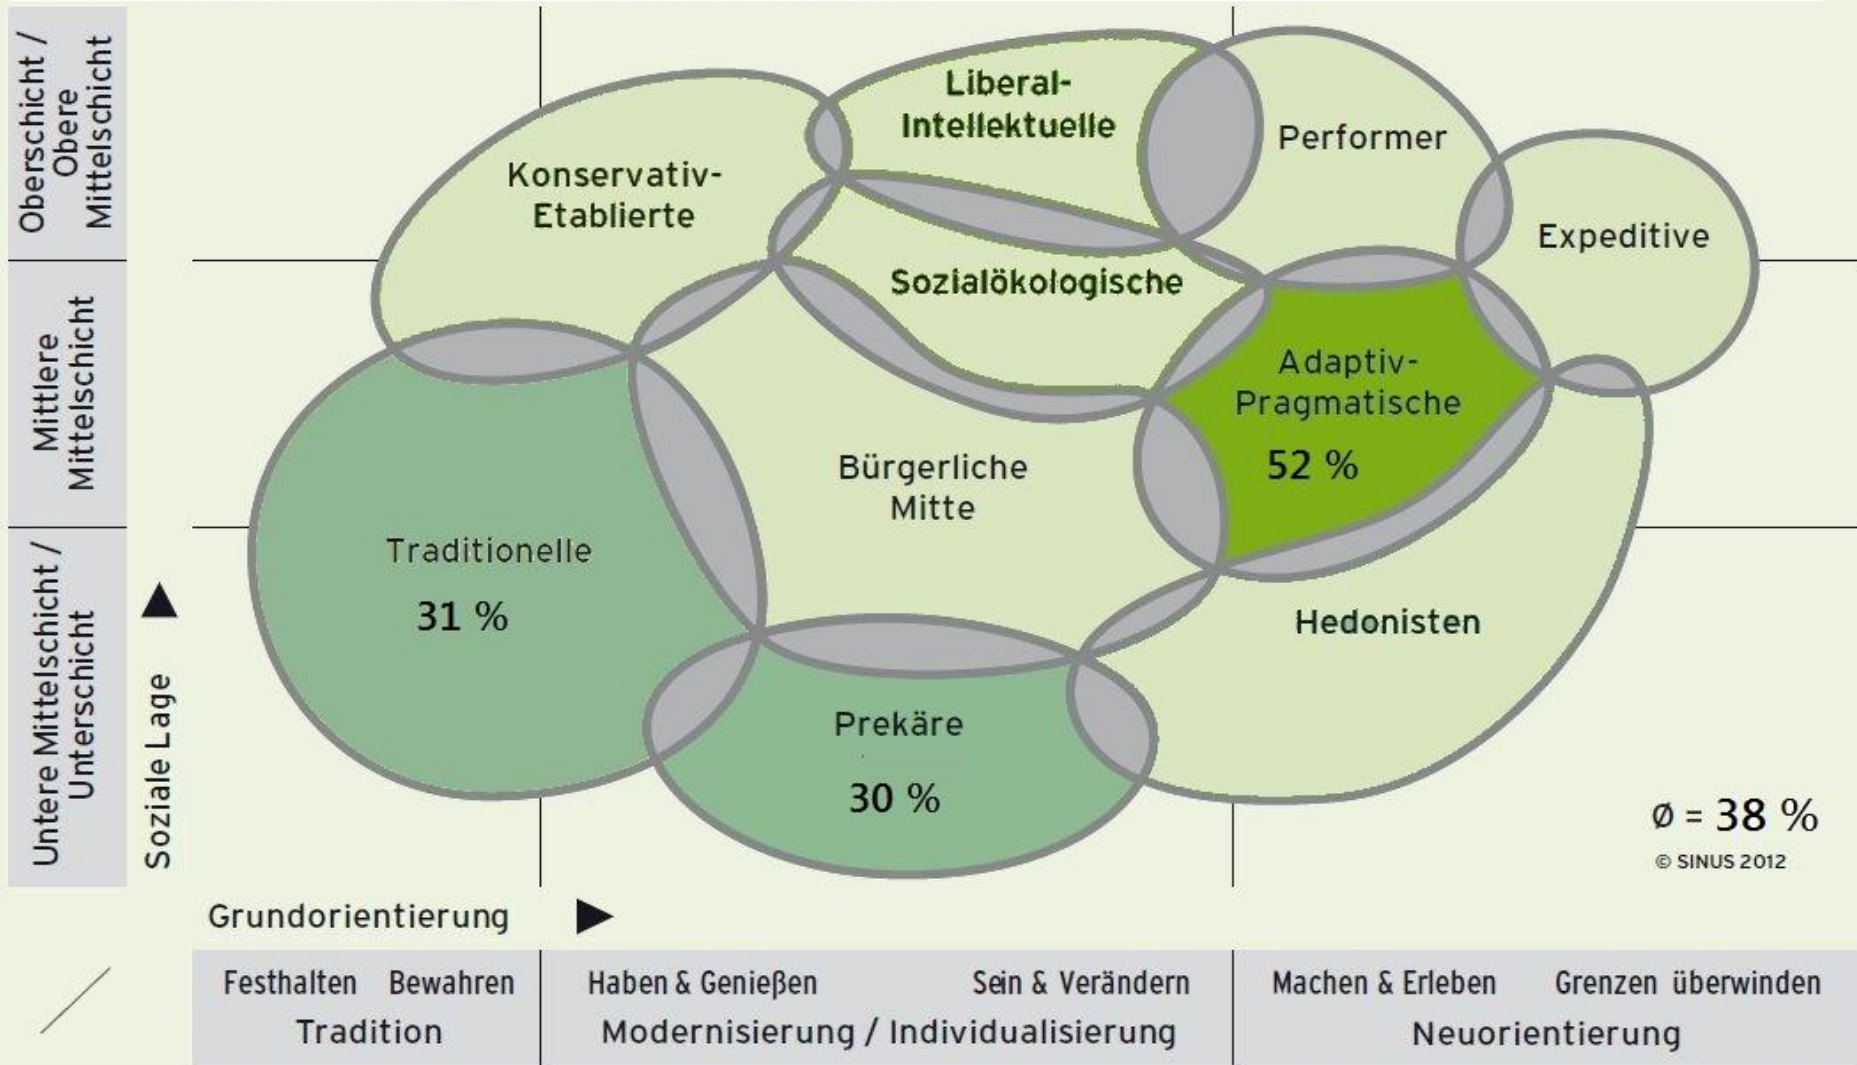 Oberschicht /
Obere
Mittelschicht
Mittlere
Mittelschicht
Untere Mittelschicht /
Unterschicht
Soziale Lage
Liberal-
Intellektuelle
Performer
Konservativ-
Etablierte
Expeditive
Sozialökologische
Adaptiv-
Pragmatische
52 %
Bürgerliche
Mitte
Traditionelle
31 %
Hedonisten
Prekäre
30 %
Ø = 38 %
© SINUS 2012
Grundorientierung
Festhalten Bewahren
Tradition
Haben & Genießen Sein & Verändern
Modernisierung / Individualisierung
Machen & Erleben Grenzen überwinden
Neuorientierung